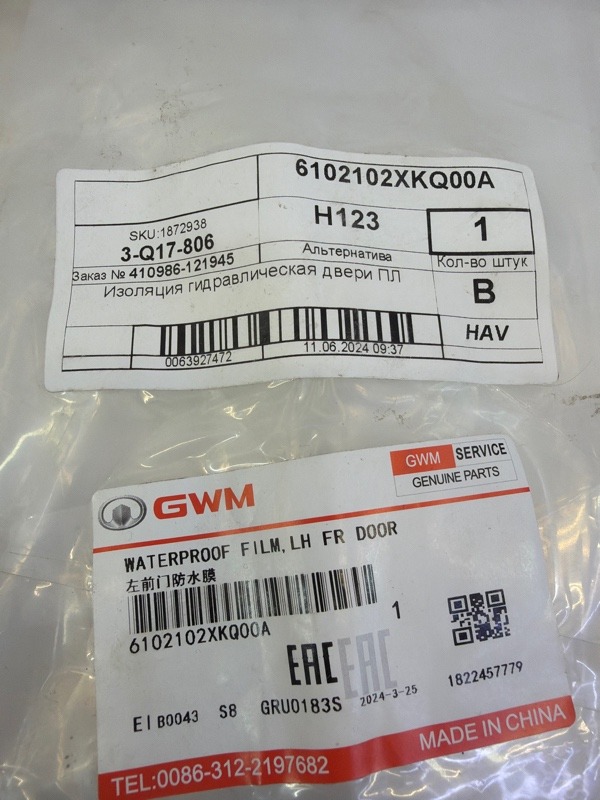 6102102XKQ00A
SKU:1872938
3-Q17-806
H123
1
Заказ № 410986-121945
Альтернатива
Кол-во штук
Изоляция гидравлическая двери ПЛ
B
HAV
0063927472
11.06.2024 09:37
GWM
GWM SERVICE
GENUINE PARTS
WATERPROOF FILM,LH FR DOOR
左前门防水膜
6102102XKQ00A
1
EAC EAC
EI B0043 S8 GRU0183S 2024-3-25
1822457779
MADE IN CHINA
TEL:0086-312-2197682